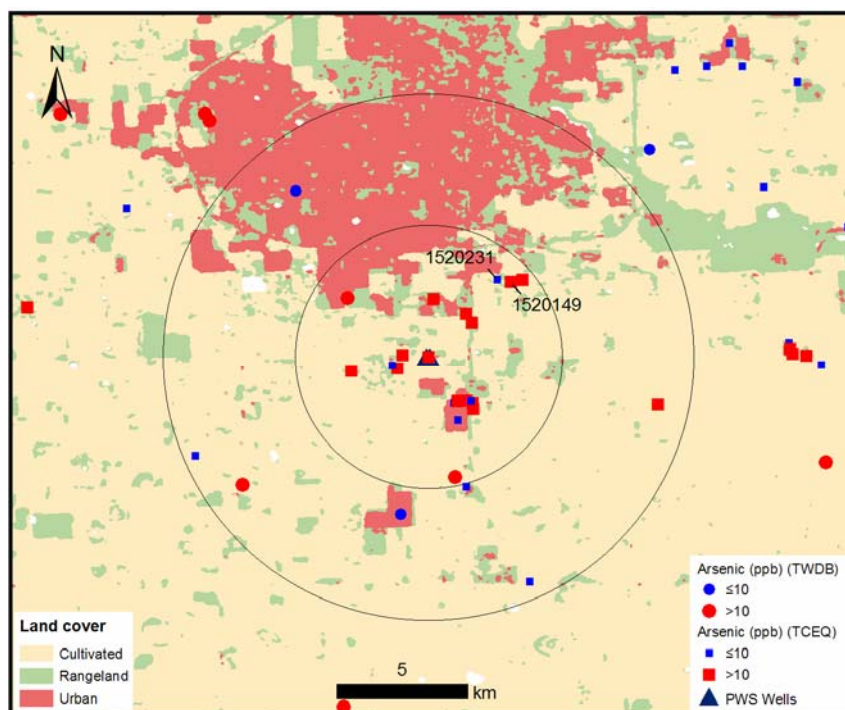 N
1520231
1520149
Arsenic (ppb) (TWDB)
≤10
>10
Arsenic (ppb) (TCEQ)
≤10
>10
PWS Wells
Land cover
Cultivated
Rangeland
Urban
5
km